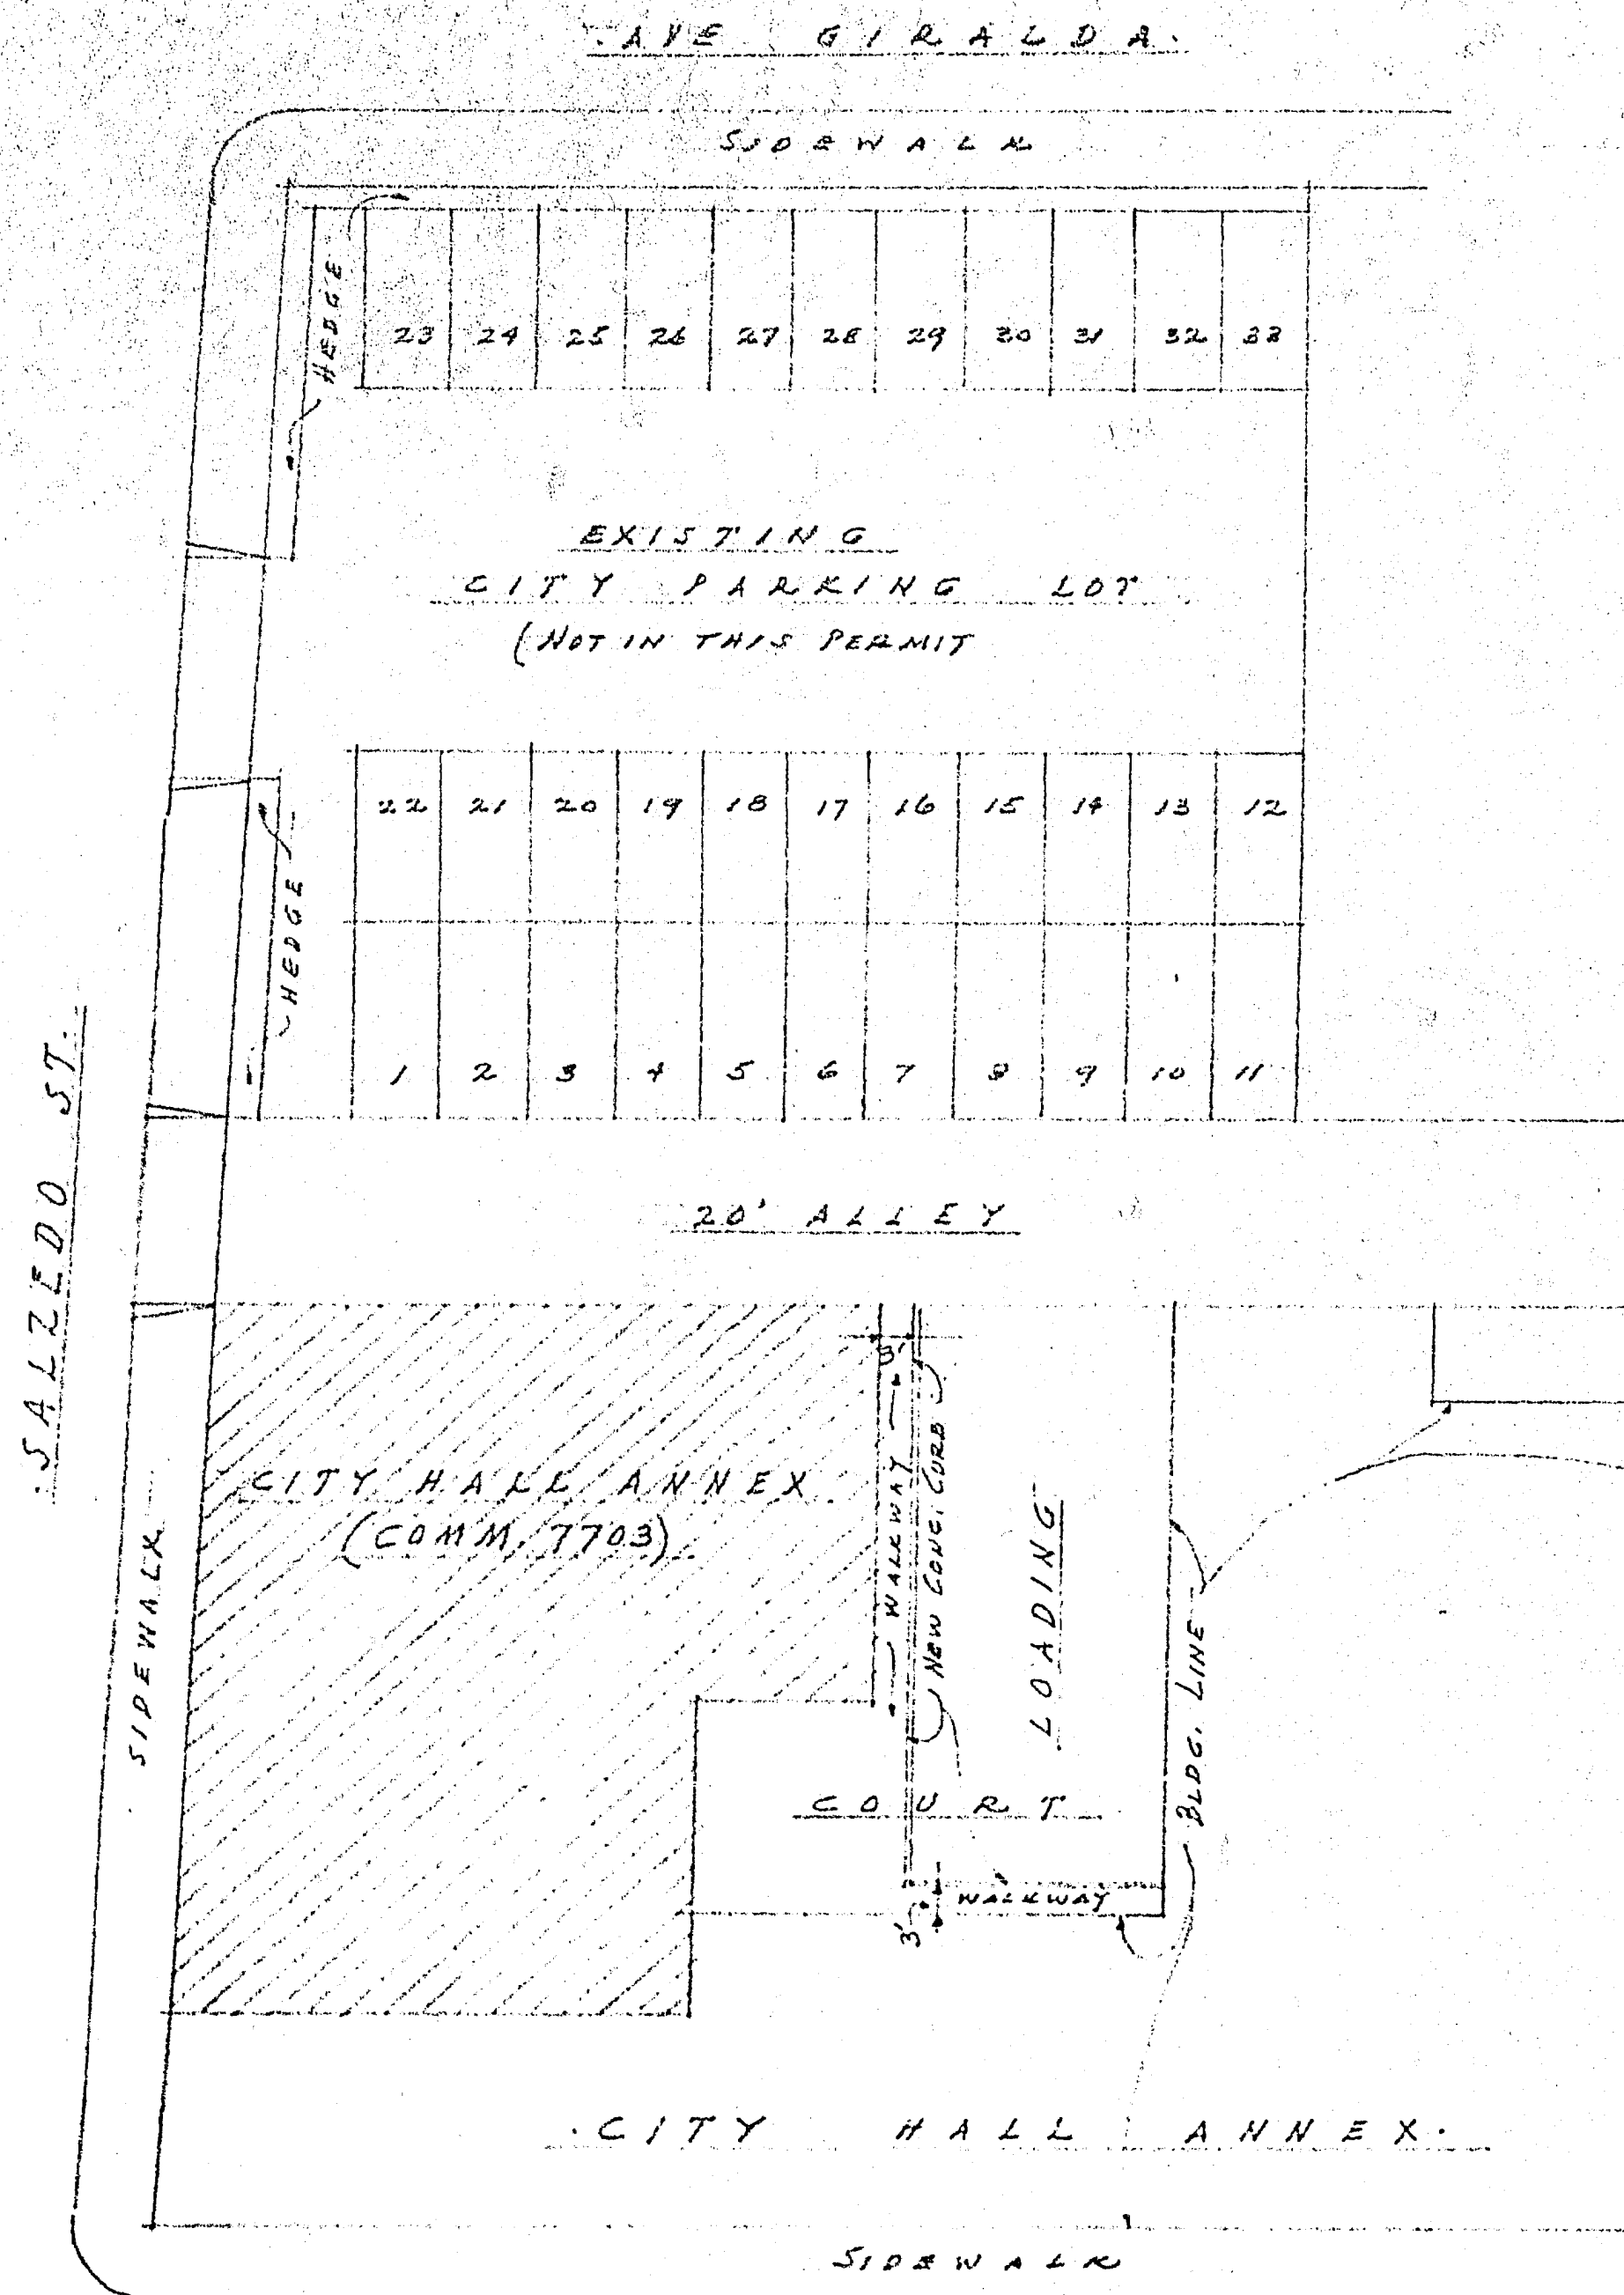 AVE GIRALDA.
SIDEWALK
HEDGE
23 24 25 26 27 28 29 30 31 32 33
EXISTING
CITY PARKING LOT
(NOT IN THIS PERMIT
22 21 20 19 18 17 16 15 14 13 12
HEDGE
1 2 3 4 5 6 7 8 9 10 11
SALZEDO ST.
20' ALLEY
3'
CITY HALL ANNEX
(COMM. 7703)
WALKWAY
NEW CONC. CURB
LOADING
BLDG. LINE
SIDEWALK
COURT
WALKWAY
3'
CITY HALL ANNEX.
SIDEWALK